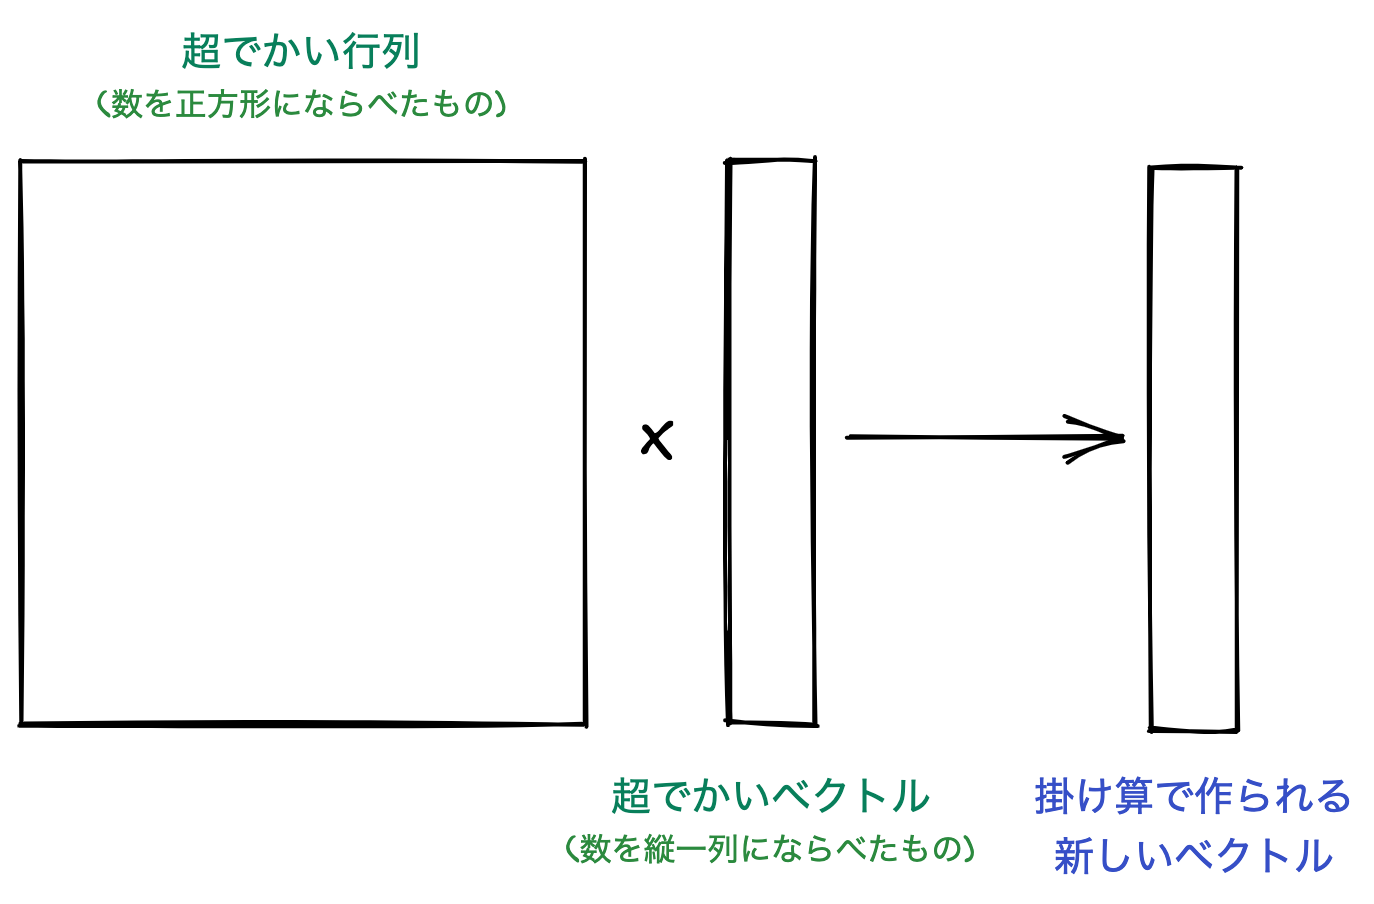 超でかい行列
（数を正方形にならべたもの）
×
超でかいベクトル
（数を縦一列にならべたもの）
掛け算で作られる
新しいベクトル